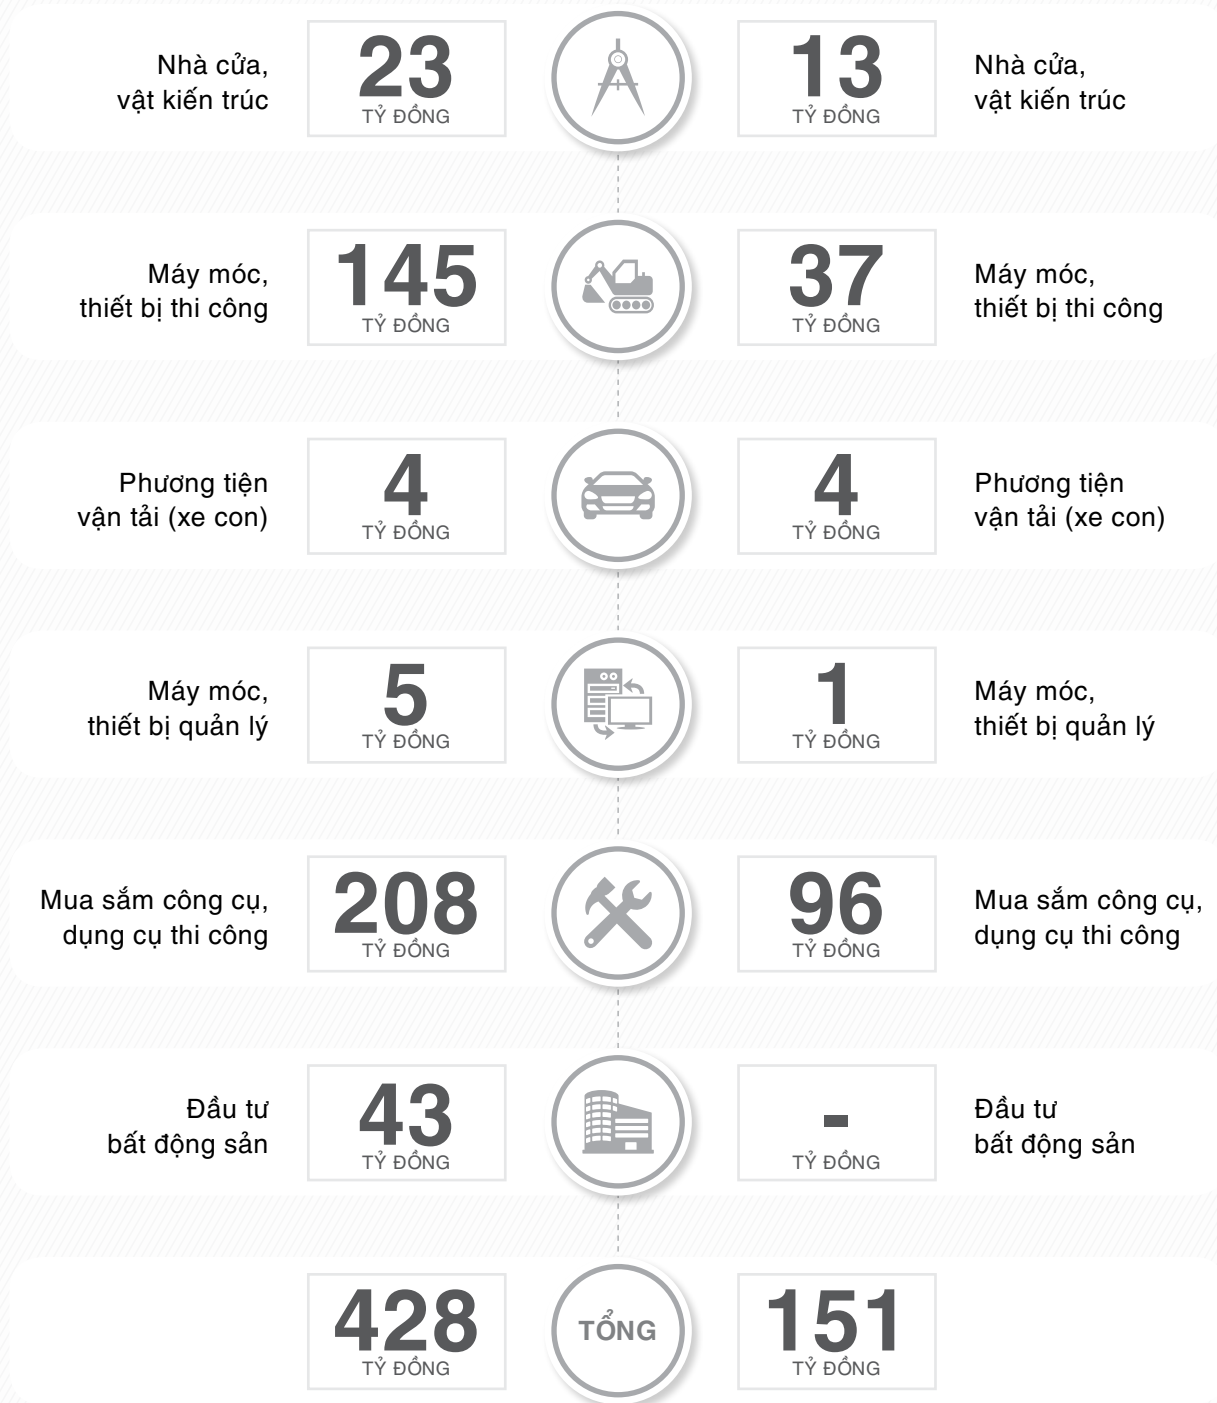 Nhà cửa,
vật kiến trúc
23
TỶ ĐỒNG
13
TỶ ĐỒNG
Nhà cửa,
vật kiến trúc
Máy móc,
thiết bị thi công
145
TỶ ĐỒNG
37
TỶ ĐỒNG
Máy móc,
thiết bị thi công
Phương tiện
vận tải (xe con)
4
TỶ ĐỒNG
4
TỶ ĐỒNG
Phương tiện
vận tải (xe con)
Máy móc,
thiết bị quản lý
5
TỶ ĐỒNG
1
TỶ ĐỒNG
Máy móc,
thiết bị quản lý
Mua sắm công cụ,
dụng cụ thi công
208
TỶ ĐỒNG
96
TỶ ĐỒNG
Mua sắm công cụ,
dụng cụ thi công
Đầu tư
bất động sản
43
TỶ ĐỒNG
-
TỶ ĐỒNG
Đầu tư
bất động sản
428
TỶ ĐỒNG
TỔNG
151
TỶ ĐỒNG